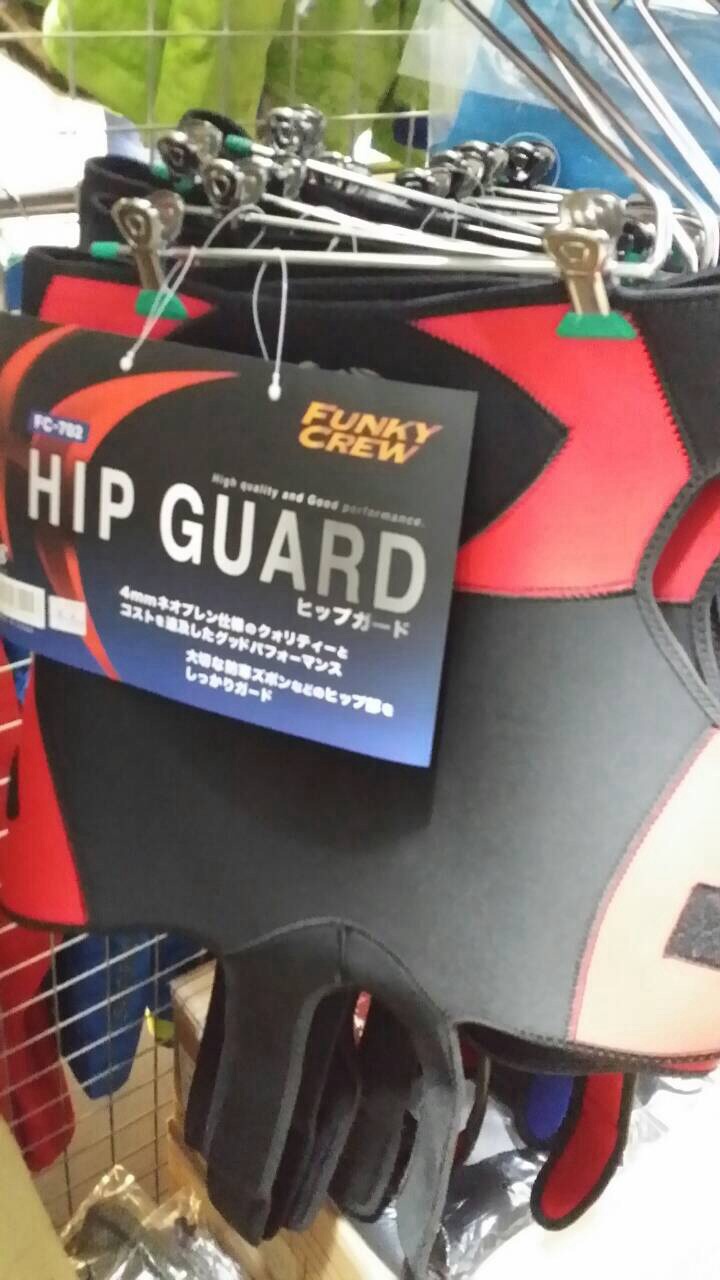 FUNKY
CREW
FC-702
High quality and Good performance.
HIP GUARD
ヒップガード
4mmネオプレン仕様のクォリティーと
コストを追及したグッドパフォーマンス
大切な防寒ズボンなどのヒップ部を
しっかりガード